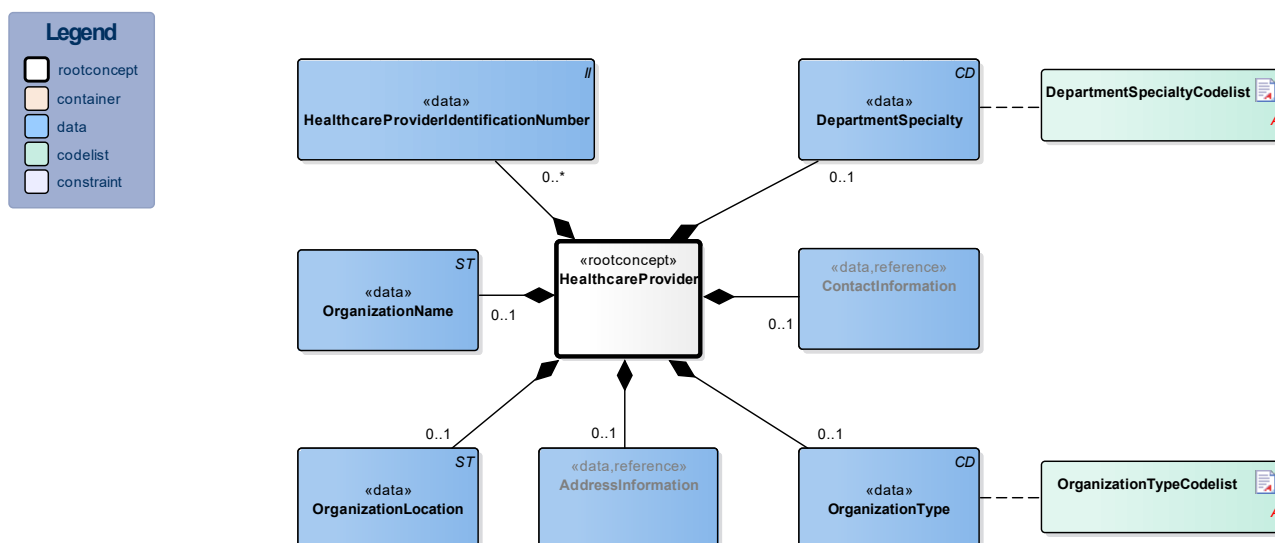 Legend
rootconcept
container
data
codelist
constraint
II
«data»
HealthcareProviderIdentificationNumber
0..*
CD
«data»
DepartmentSpecialty
0..1
DepartmentSpecialtyCodelist
A
ST
«data»
OrganizationName
0..1
«rootconcept»
HealthcareProvider
«data,reference»
ContactInformation
0..1
0..1
ST
«data»
OrganizationLocation
0..1
«data,reference»
AddressInformation
0..1
CD
«data»
OrganizationType
OrganizationTypeCodelist
A